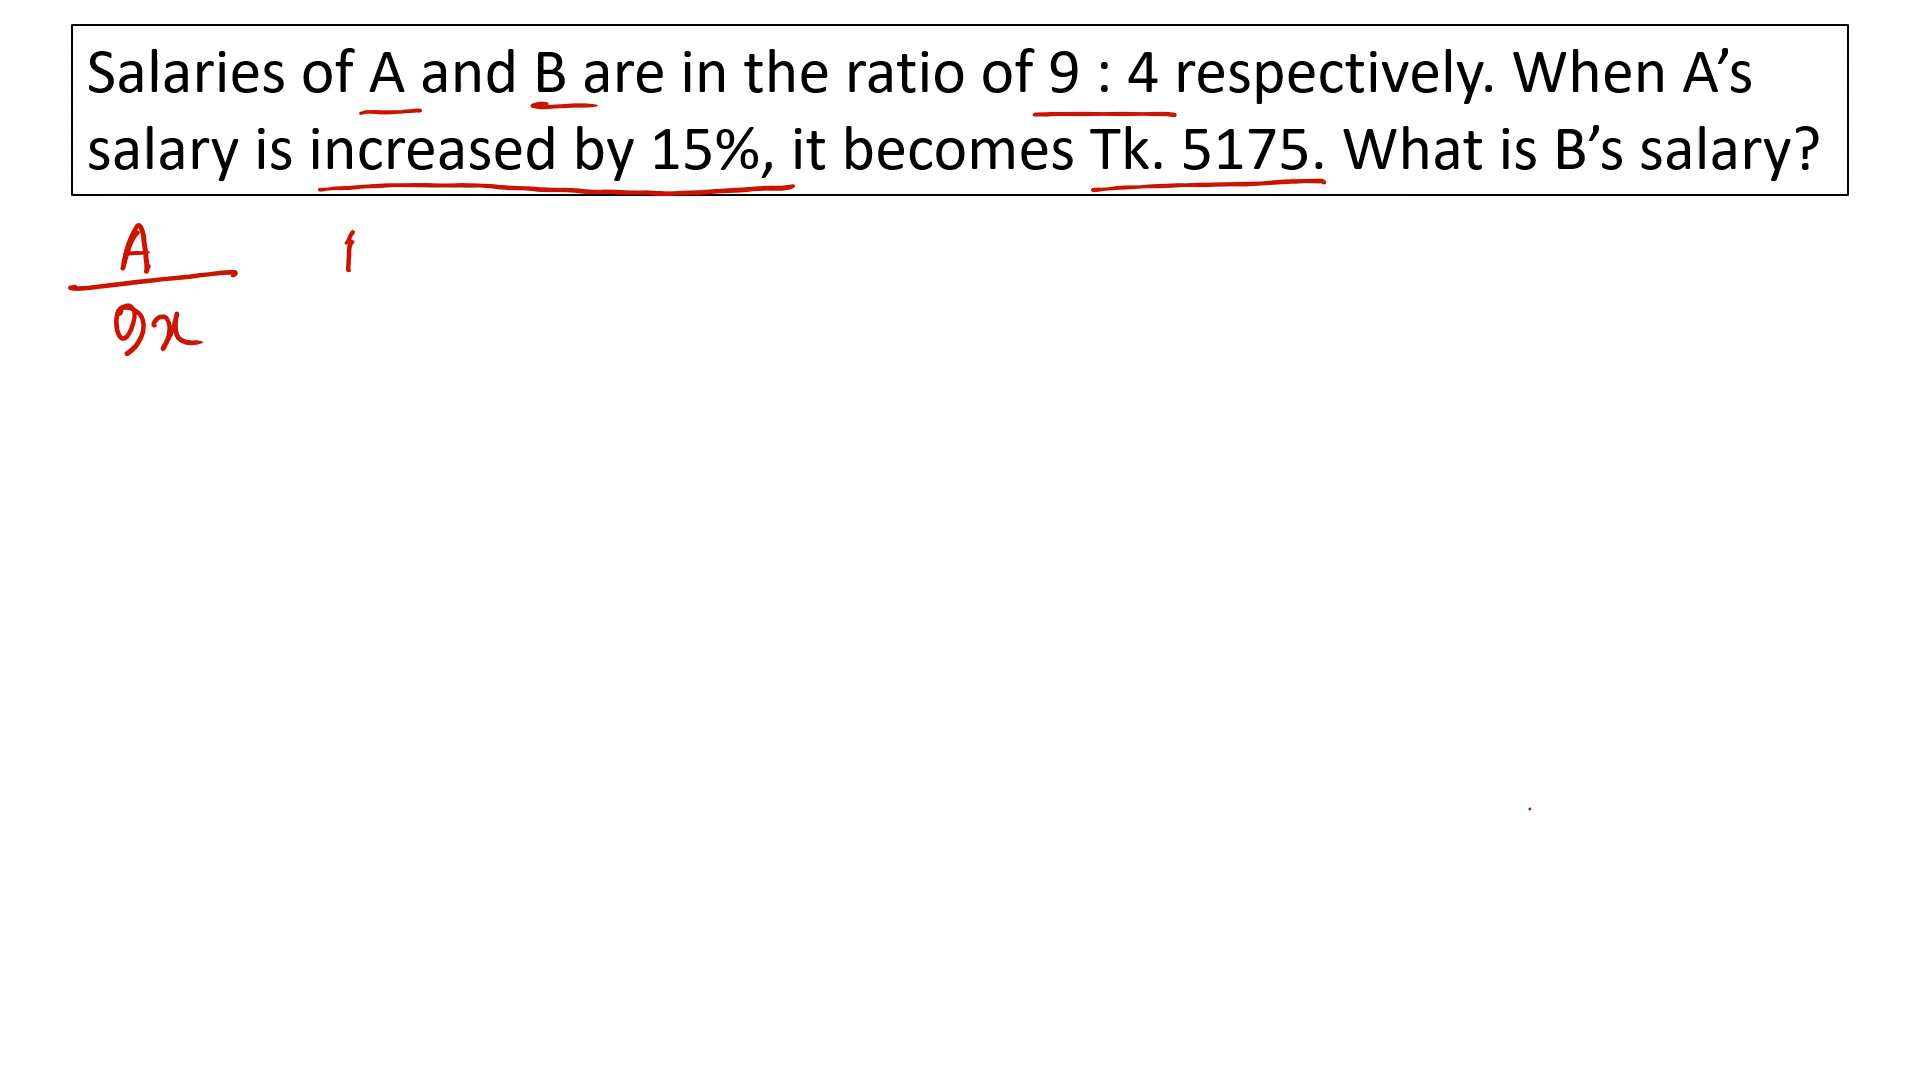 Salaries of A and B are in the ratio of 9 : 4 respectively. When A’s
salary is increased by 15%, it becomes Tk. 5175. What is B’s salary?
A
9x